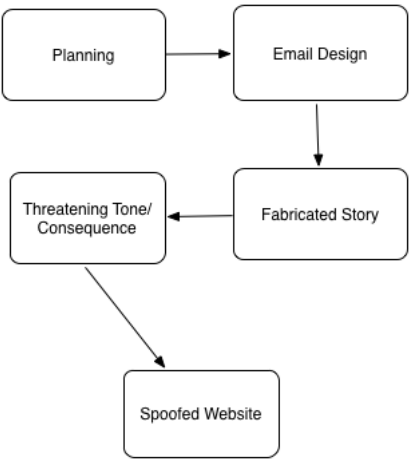 Planning
Email Design
Fabricated Story
Threatening Tone/
Consequence
Spoofed Website